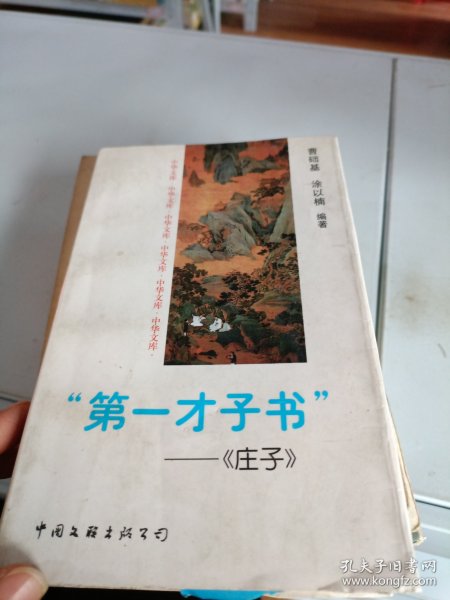 曹础基 涂以楠 编著
中华文库·中华文库·中华文库·中华文库·中华文库·中华文库·
“第一才子书”
——《庄子》
中国文联出版公司
孔夫子旧书网
www.kongfz.com